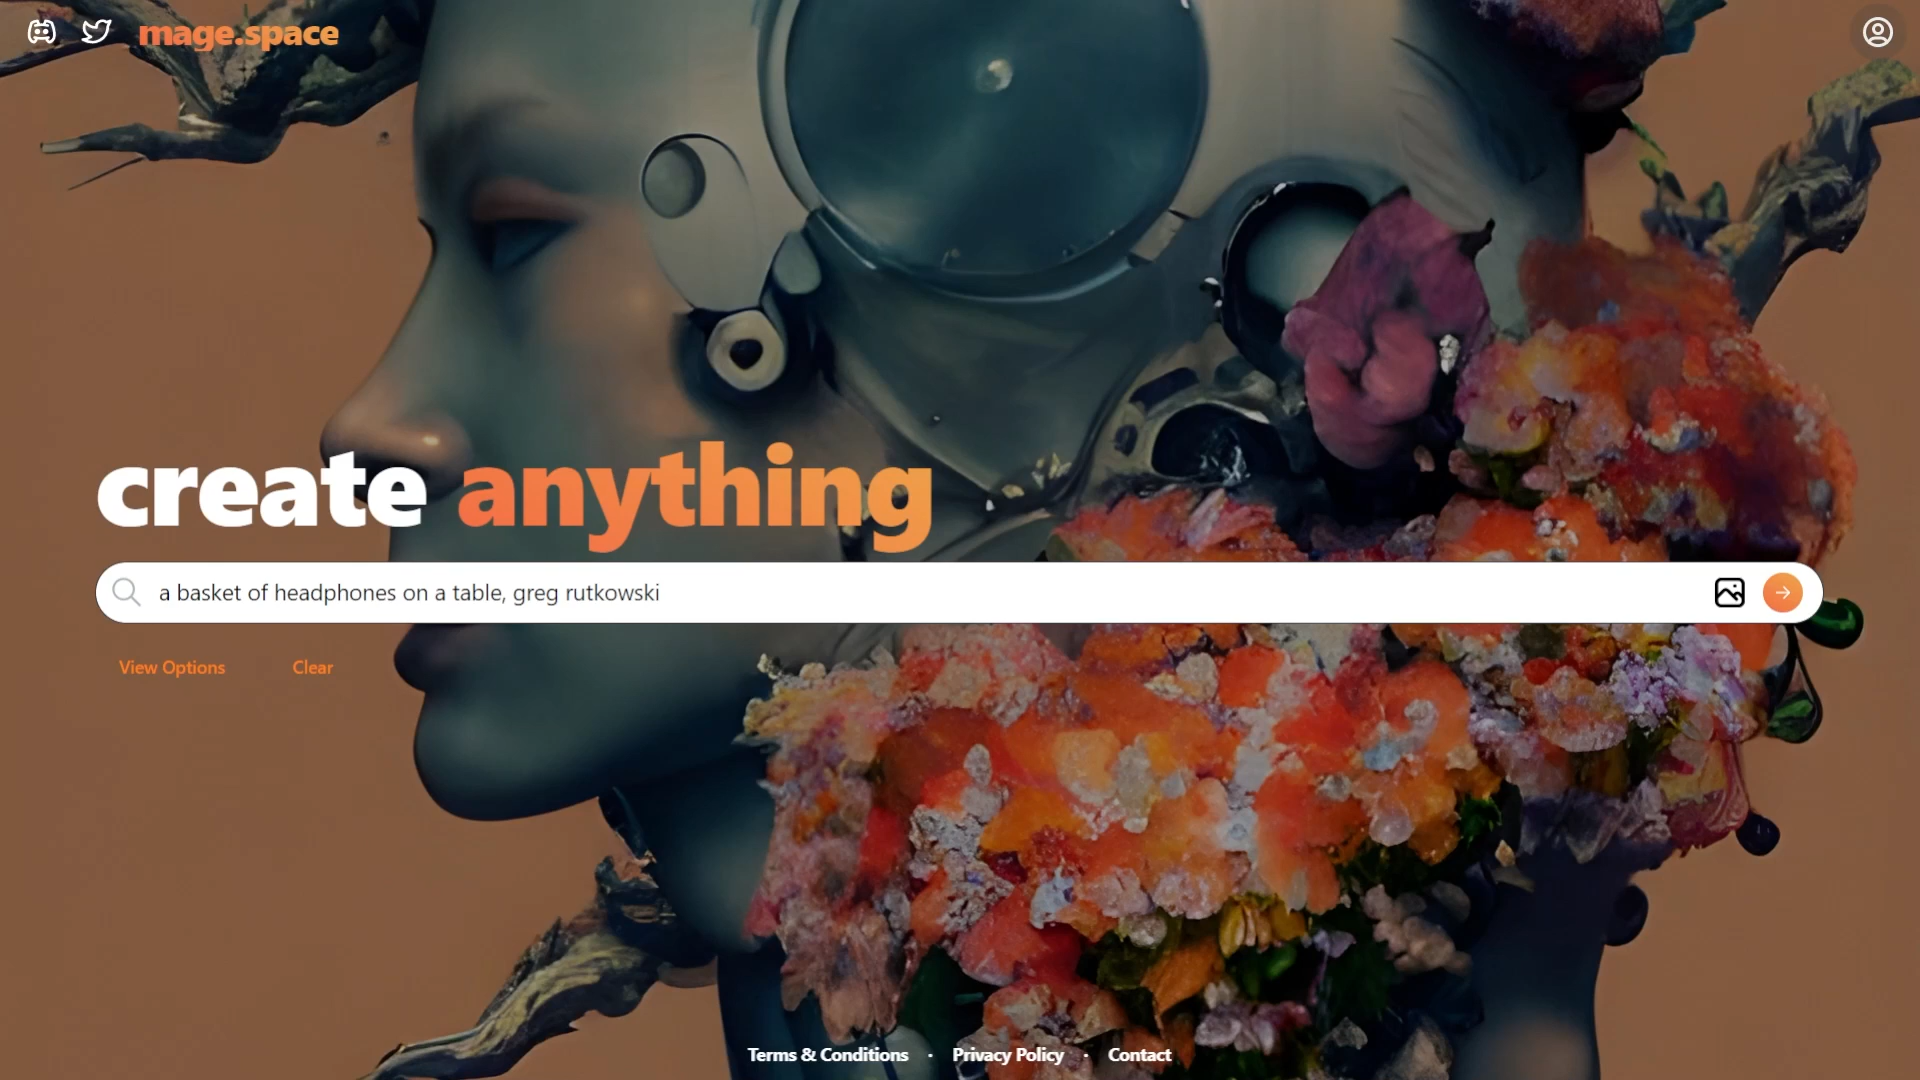 mage.space
create anything
a basket of headphones on a table, greg rutkowski
View Options Clear
Terms & Conditions · Privacy Policy · Contact